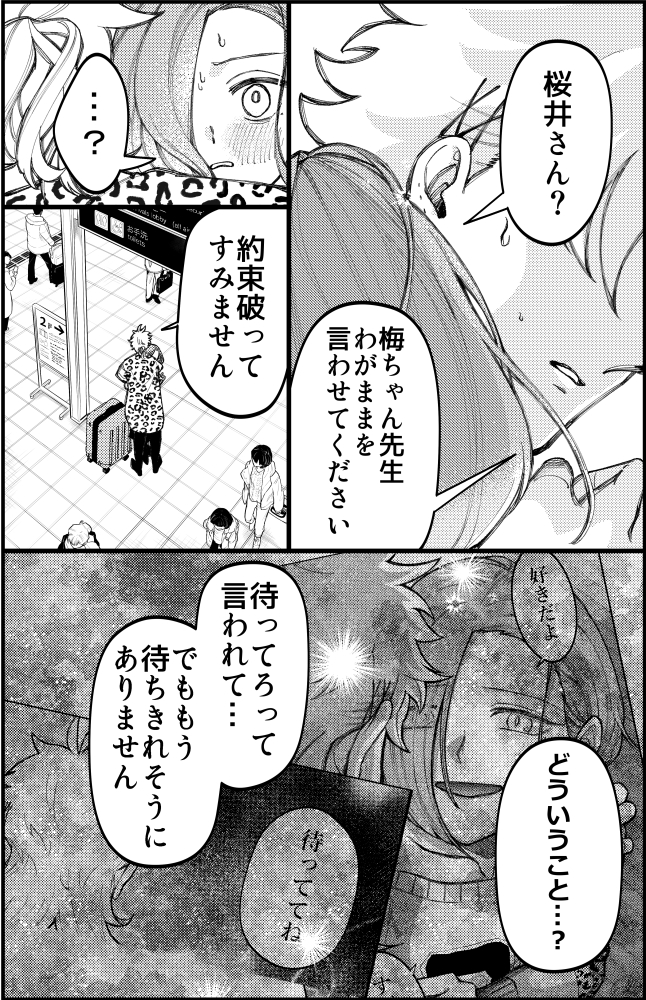 桜井さん?
梅ちゃん先生
わがままを
言わせてください
…?
約束破って
すみません
お手洗
toilets
2
好きだよ
どういうこと…?
待ってろって
言われて…
でももう
待ちきれそうに
ありません
待っててね
す